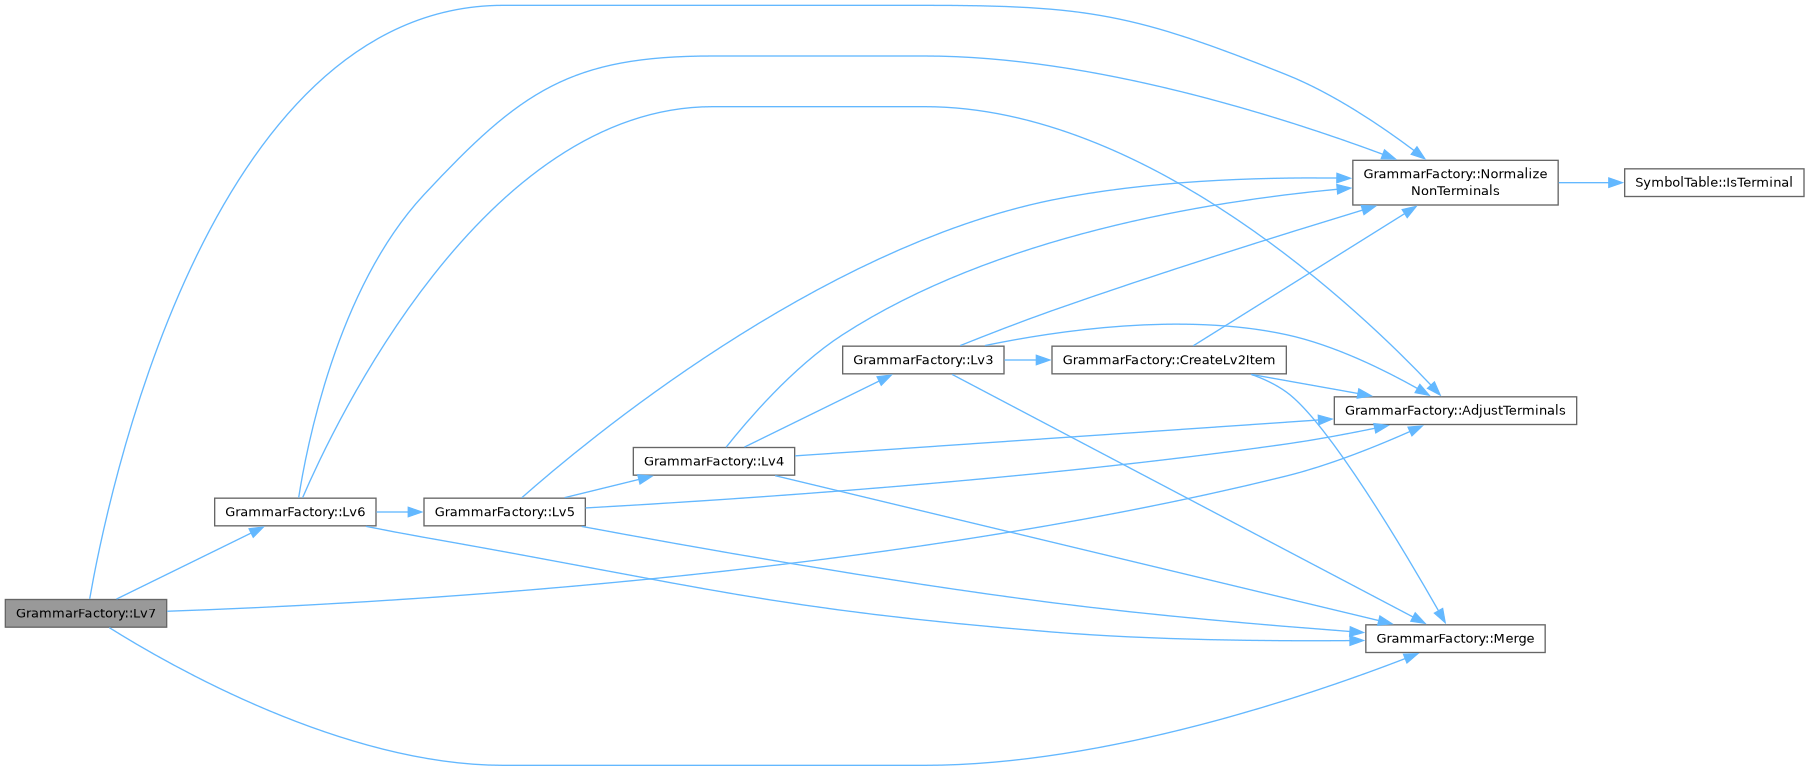 GrammarFactory::Normalize
NonTerminals
SymbolTable::IsTerminal
GrammarFactory::Lv3
GrammarFactory::CreateLv2Item
GrammarFactory::AdjustTerminals
GrammarFactory::Lv4
GrammarFactory::Lv6
GrammarFactory::Lv5
GrammarFactory::Lv7
GrammarFactory::Merge